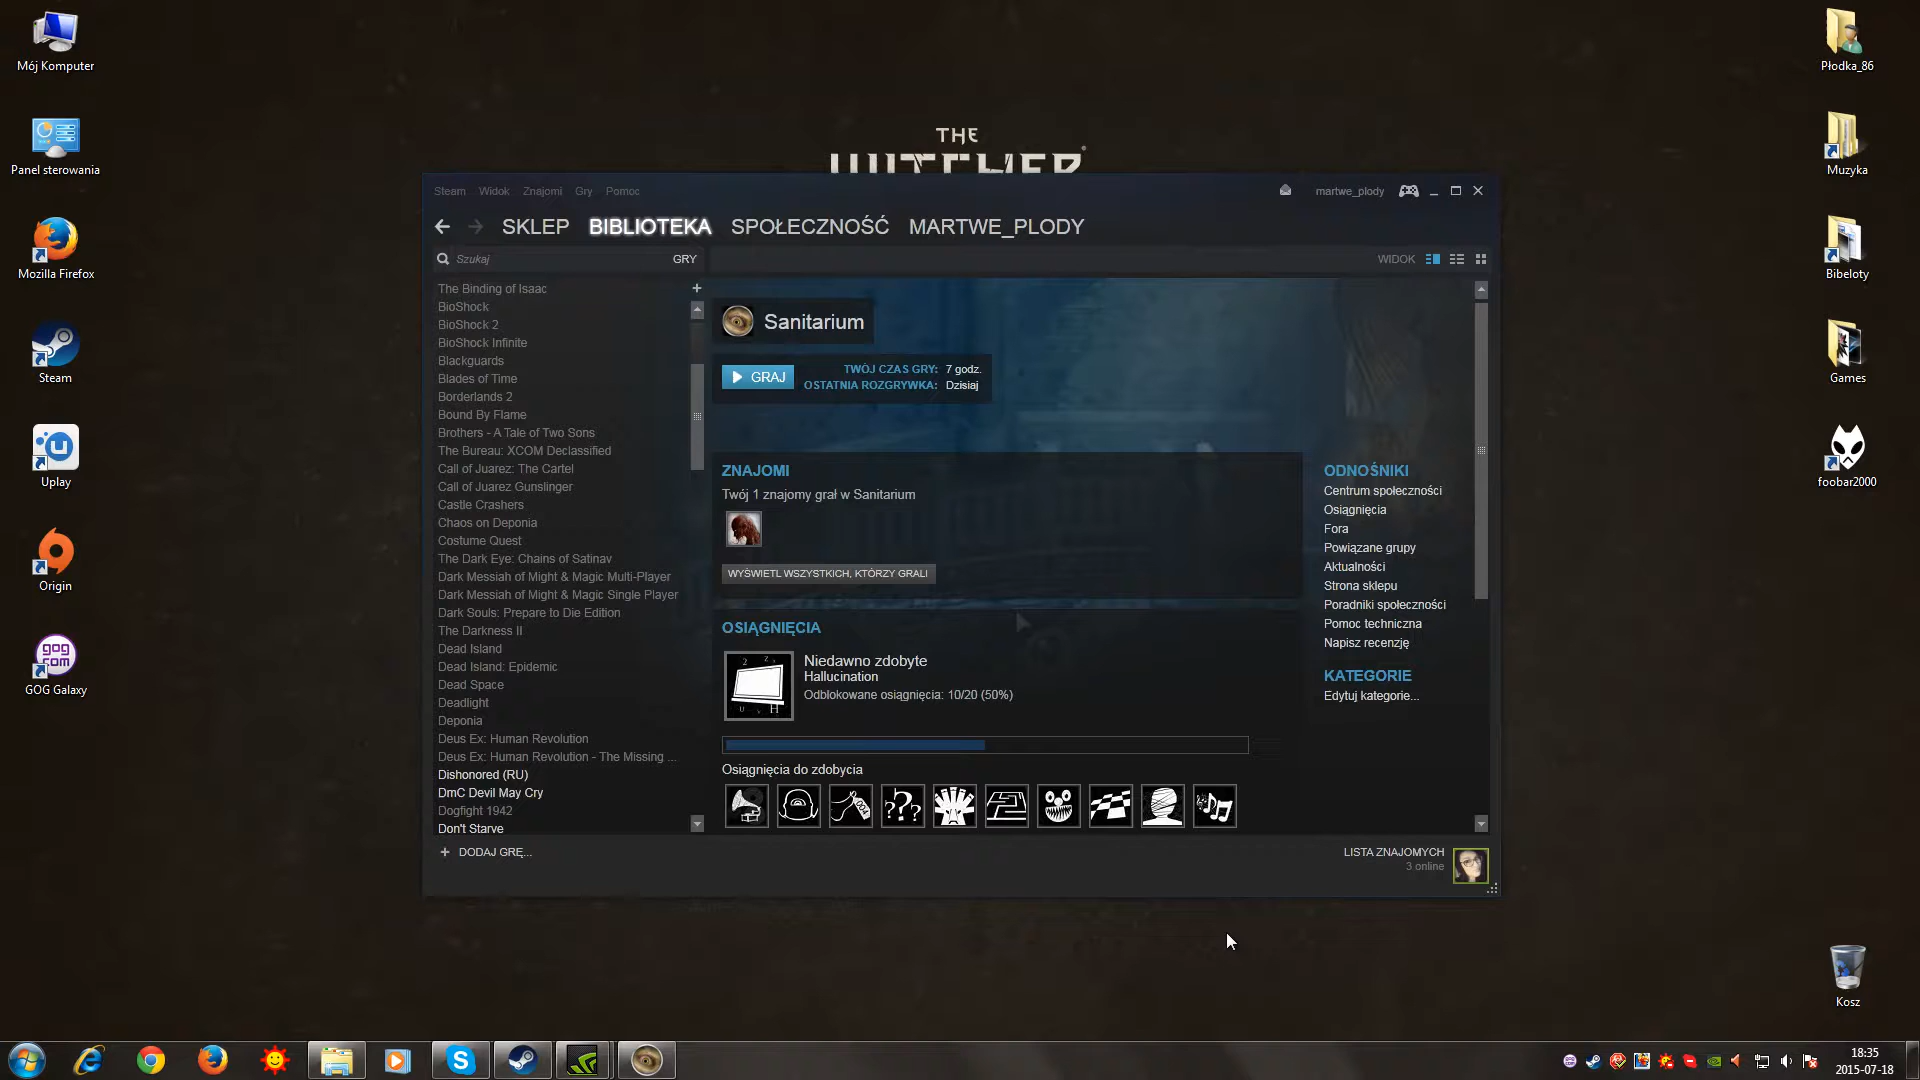 Mój Komputer
Panel sterowania
Mozilla Firefox
Steam
Uplay
Origin
GOG Galaxy
THE
WITCHER
Steam Widok Znajomi Gry Pomoc
martwe_plody
SKLEP BIBLIOTEKA SPOŁECZNOŚĆ MARTWE_PLODY
Szukaj GRY
WIDOK
The Binding of Isaac
BioShock
BioShock 2
BioShock Infinite
Blackguards
Blades of Time
Borderlands 2
Bound By Flame
Brothers - A Tale of Two Sons
The Bureau: XCOM Declassified
Call of Juarez: The Cartel
Call of Juarez Gunslinger
Castle Crashers
Chaos on Deponia
Costume Quest
The Dark Eye: Chains of Satinav
Dark Messiah of Might & Magic Multi-Player
Dark Messiah of Might & Magic Single Player
Dark Souls: Prepare to Die Edition
The Darkness II
Dead Island
Dead Island: Epidemic
Dead Space
Deadlight
Deponia
Deus Ex: Human Revolution
Deus Ex: Human Revolution - The Missing ...
Dishonored (RU)
DmC Devil May Cry
Dogfight 1942
Don't Starve
+ DODAJ GRĘ...
Sanitarium
GRAJ
TWÓJ CZAS GRY: 7 godz.
OSTATNIA ROZGRYWKA: Dzisiaj
ZNAJOMI
Twój 1 znajomy grał w Sanitarium
WYŚWIETL WSZYSTKICH, KTÓRZY GRALI
OSIĄGNIĘCIA
Niedawno zdobyte
Hallucination
Odblokowane osiągnięcia: 10/20 (50%)
Osiągnięcia do zdobycia
???
ODNOŚNIKI
Centrum społeczności
Osiągnięcia
Fora
Powiązane grupy
Aktualności
Strona sklepu
Poradniki społeczności
Pomoc techniczna
Napisz recenzję
KATEGORIE
Edytuj kategorie...
LISTA ZNAJOMYCH
3 online
Płodka_86
Muzyka
Bibeloty
Games
foobar2000
Kosz
18:35
2015-07-18